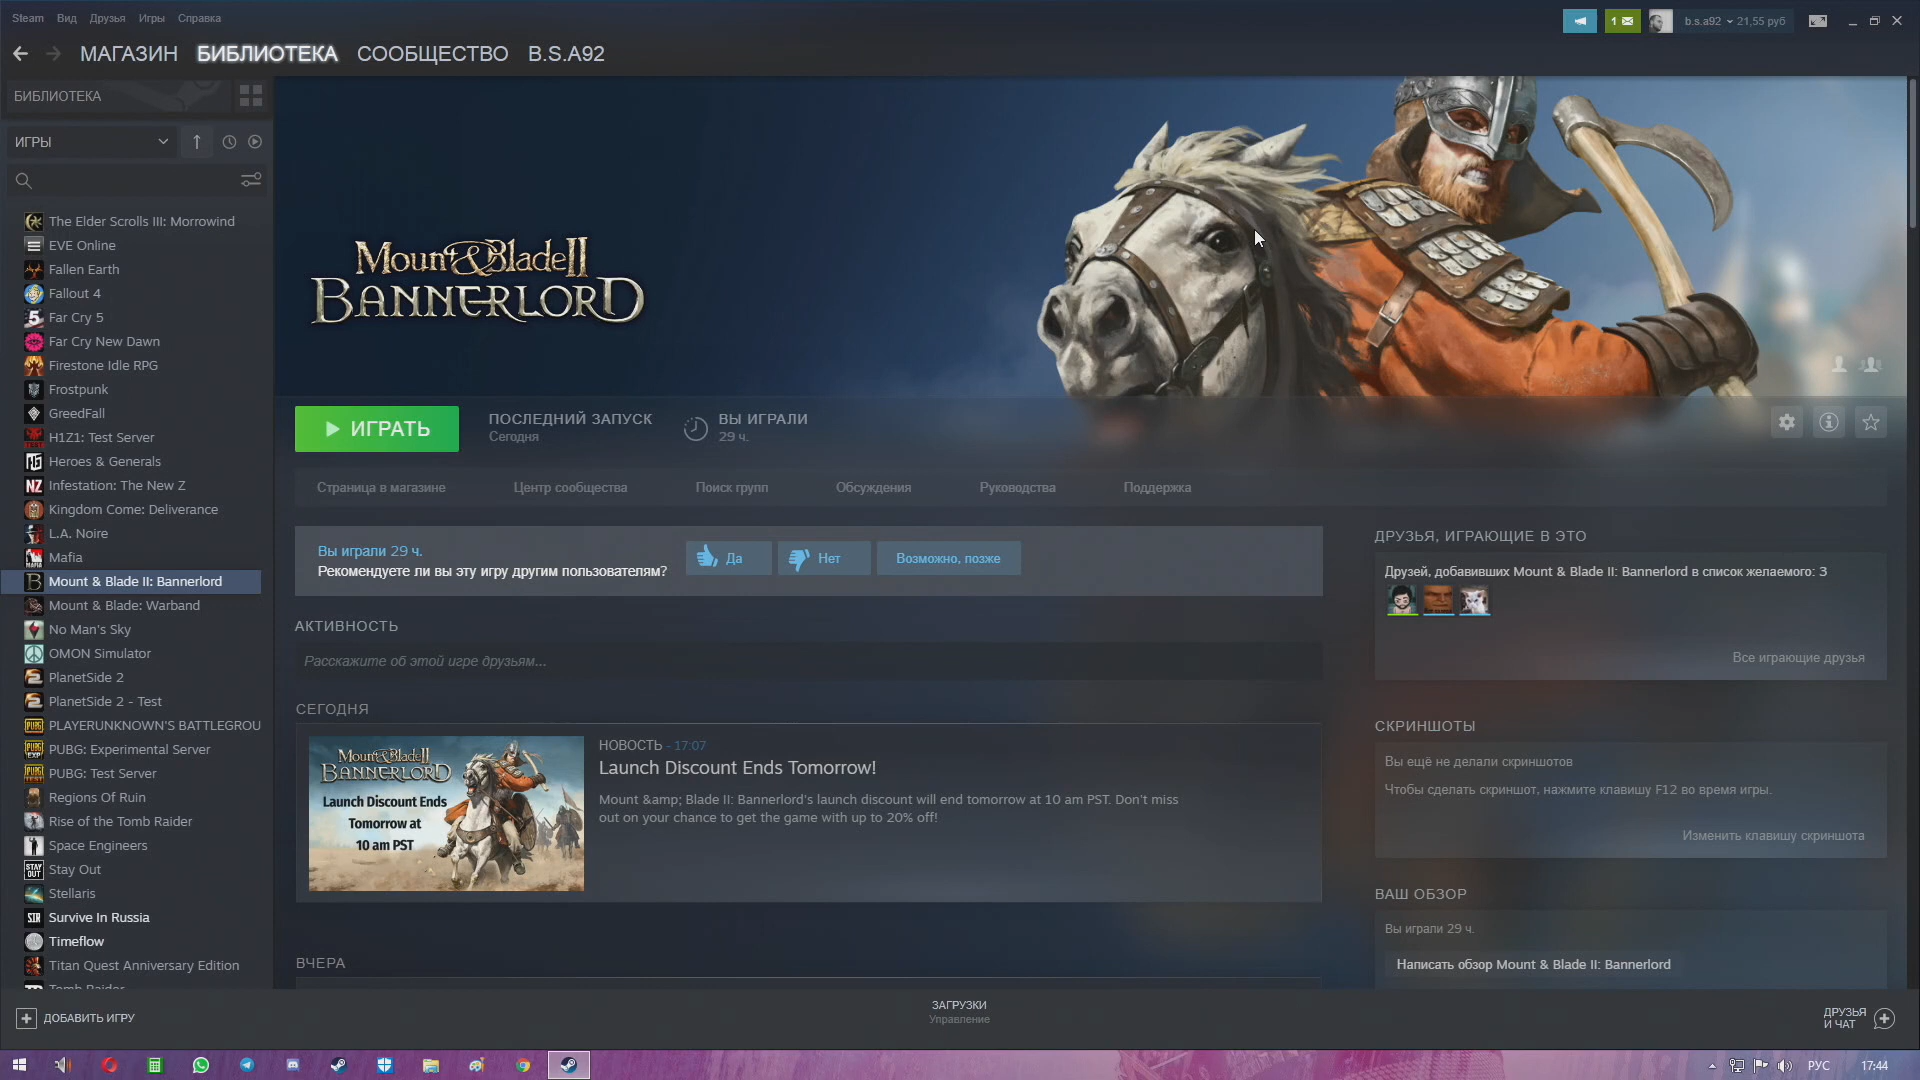 Steam Вид Друзья Игры Справка
1
b.s.a92 21,55 руб
МАГАЗИН БИБЛИОТЕКА СООБЩЕСТВО B.S.A92
БИБЛИОТЕКА
ИГРЫ
The Elder Scrolls III: Morrowind
EVE Online
Fallen Earth
Fallout 4
Far Cry 5
Far Cry New Dawn
Firestone Idle RPG
Frostpunk
GreedFall
H1Z1: Test Server
Heroes & Generals
Infestation: The New Z
Kingdom Come: Deliverance
L.A. Noire
Mafia
Mount & Blade II: Bannerlord
Mount & Blade: Warband
No Man's Sky
OMON Simulator
PlanetSide 2
PlanetSide 2 - Test
PLAYERUNKNOWN'S BATTLEGROU
PUBG: Experimental Server
PUBG: Test Server
Regions Of Ruin
Rise of the Tomb Raider
Space Engineers
Stay Out
Stellaris
Survive In Russia
Timeflow
Titan Quest Anniversary Edition
Tomb Raider
Mount & Blade II
BANNERLORD
ИГРАТЬ
ПОСЛЕДНИЙ ЗАПУСК
Сегодня
ВЫ ИГРАЛИ
29 ч.
Страница в магазине Центр сообщества Поиск групп Обсуждения Руководства Поддержка
Вы играли 29 ч.
Рекомендуете ли вы эту игру другим пользователям?
Да Нет Возможно, позже
АКТИВНОСТЬ
Расскажите об этой игре друзьям...
СЕГОДНЯ
Mount & Blade II
BANNERLORD
Launch Discount Ends
Tomorrow at
10 am PST
НОВОСТЬ - 17:07
Launch Discount Ends Tomorrow!
Mount &amp; Blade II: Bannerlord's launch discount will end tomorrow at 10 am PST. Don't miss
out on your chance to get the game with up to 20% off!
ВЧЕРА
ДРУЗЬЯ, ИГРАЮЩИЕ В ЭТО
Друзей, добавивших Mount & Blade II: Bannerlord в список желаемого: 3
Все играющие друзья
СКРИНШОТЫ
Вы ещё не делали скриншотов
Чтобы сделать скриншот, нажмите клавишу F12 во время игры.
Изменить клавишу скриншота
ВАШ ОБЗОР
Вы играли 29 ч.
Написать обзор Mount & Blade II: Bannerlord
ДОБАВИТЬ ИГРУ
ЗАГРУЗКИ
Управление
ДРУЗЬЯ
И ЧАТ
РУС 17:44